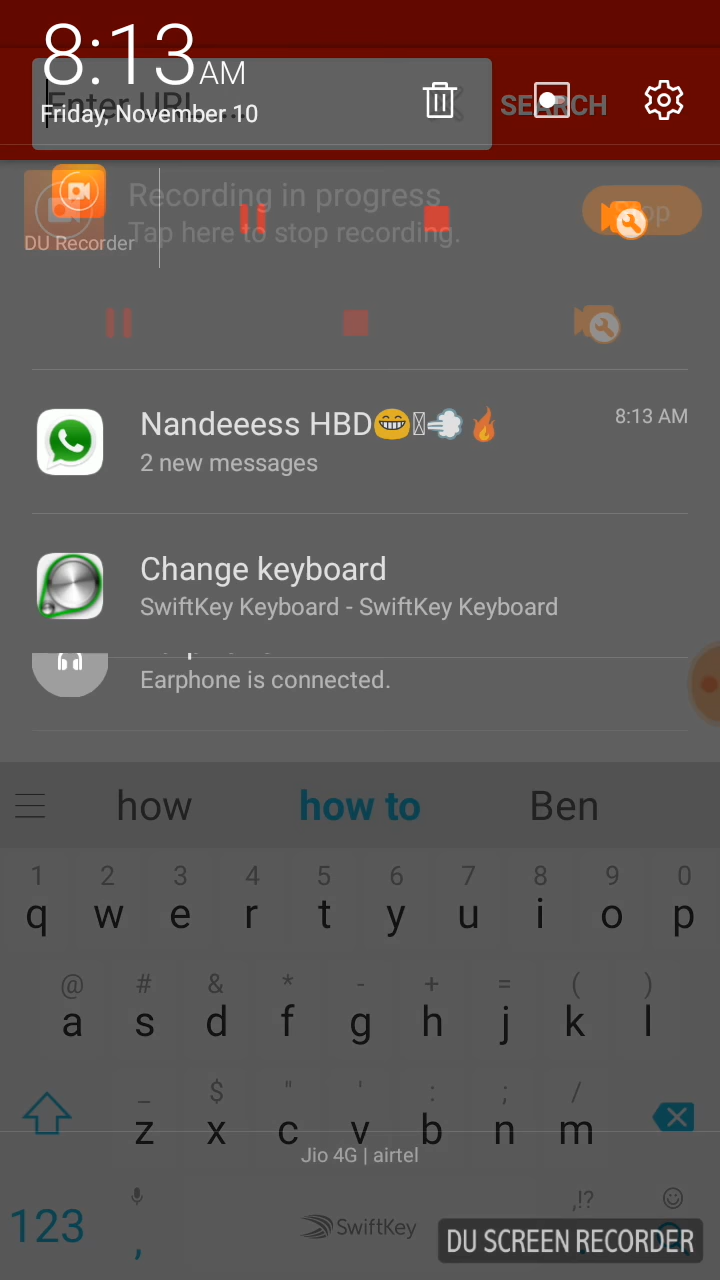 8:13 AM
Enter URL...
SEARCH
Friday, November 10
Recording in progress
DU Recorder
Tap here to stop recording.
Nandeeess HBD😁💨🔥
8:13 AM
2 new messages
Change keyboard
SwiftKey Keyboard - SwiftKey Keyboard
Earphone is connected.
how how to Ben
1 2 3 4 5 6 7 8 9 0
q w e r t y u i o p
@ # & * - + = ( )
a s d f g h j k l
_ $ " ' : ; /
z x c v b n m
Jio 4G | airtel
123 , SwiftKey ,!?
DU SCREEN RECORDER